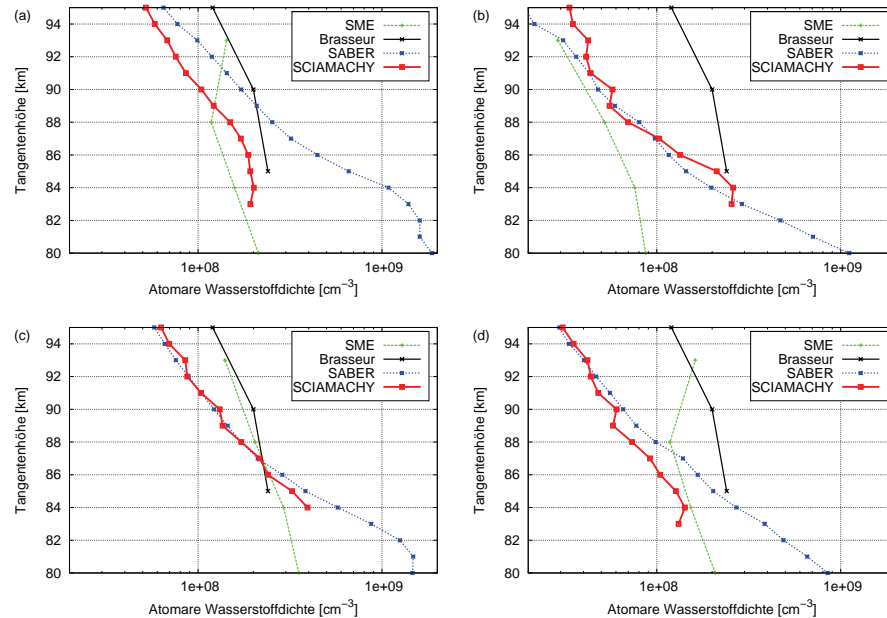 (a)
SME
Brasseur
SABER
SCIAMACHY
94
92
90
88
86
84
82
80
Tangentenhöhe [km]
1e+08
1e+09
Atomare Wasserstoffdichte [cm⁻³]
(b)
SME
Brasseur
SABER
SCIAMACHY
94
92
90
88
86
84
82
80
Tangentenhöhe [km]
1e+08
1e+09
Atomare Wasserstoffdichte [cm⁻³]
(c)
SME
Brasseur
SABER
SCIAMACHY
94
92
90
88
86
84
82
80
Tangentenhöhe [km]
1e+08
1e+09
Atomare Wasserstoffdichte [cm⁻³]
(d)
SME
Brasseur
SABER
SCIAMACHY
94
92
90
88
86
84
82
80
Tangentenhöhe [km]
1e+08
1e+09
Atomare Wasserstoffdichte [cm⁻³]